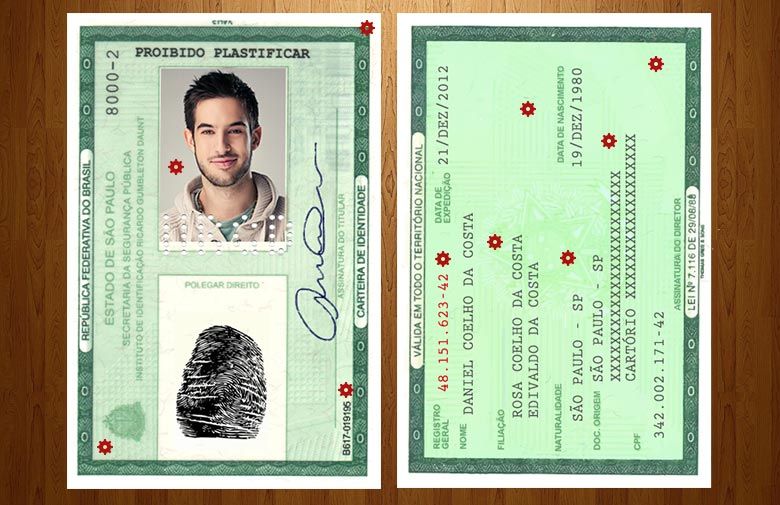 VALIS
PROIBIDO PLASTIFICAR
8000-2
REPÚBLICA FEDERATIVA DO BRASIL
ESTADO DE SÃO PAULO
SECRETARIA DA SEGURANÇA PÚBLICA
INSTITUTO DE IDENTIFICAÇÃO RICARDO GUMBLETON DAUNT
POLEGAR DIREITO
ASSINATURA DO TITULAR
B617-019195
CARTEIRA DE IDENTIDADE
VÁLIDA EM TODO O TERRITÓRIO NACIONAL
REGISTRO GERAL 48.151.623-42 DATA DE EXPEDIÇÃO 21/DEZ/2012
NOME DANIEL COELHO DA COSTA
FILIAÇÃO ROSA COELHO DA COSTA
EDIVALDO DA COSTA
NATURALIDADE SÃO PAULO - SP DATA DE NASCIMENTO 19/DEZ/1980
DOC. ORIGEM SÃO PAULO - SP
XXXXXXXXXXXXXXXXXXXXX
CARTÓRIO XXXXXXXXXXXXXXXX
CPF 342.002.171-42
ASSINATURA DO DIRETOR
LEI Nº 7.116 DE 29/08/83
THOMAS GREG & SONS